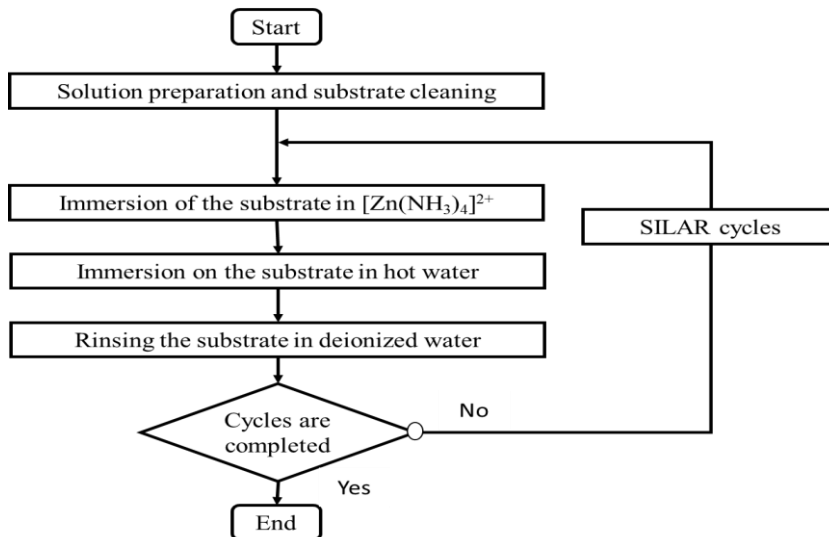 Start
Solution preparation and substrate cleaning
Immersion of the substrate in [Zn(NH₃)₄]²⁺
SILAR cycles
Immersion on the substrate in hot water
Rinsing the substrate in deionized water
Cycles are
completed
No
Yes
End